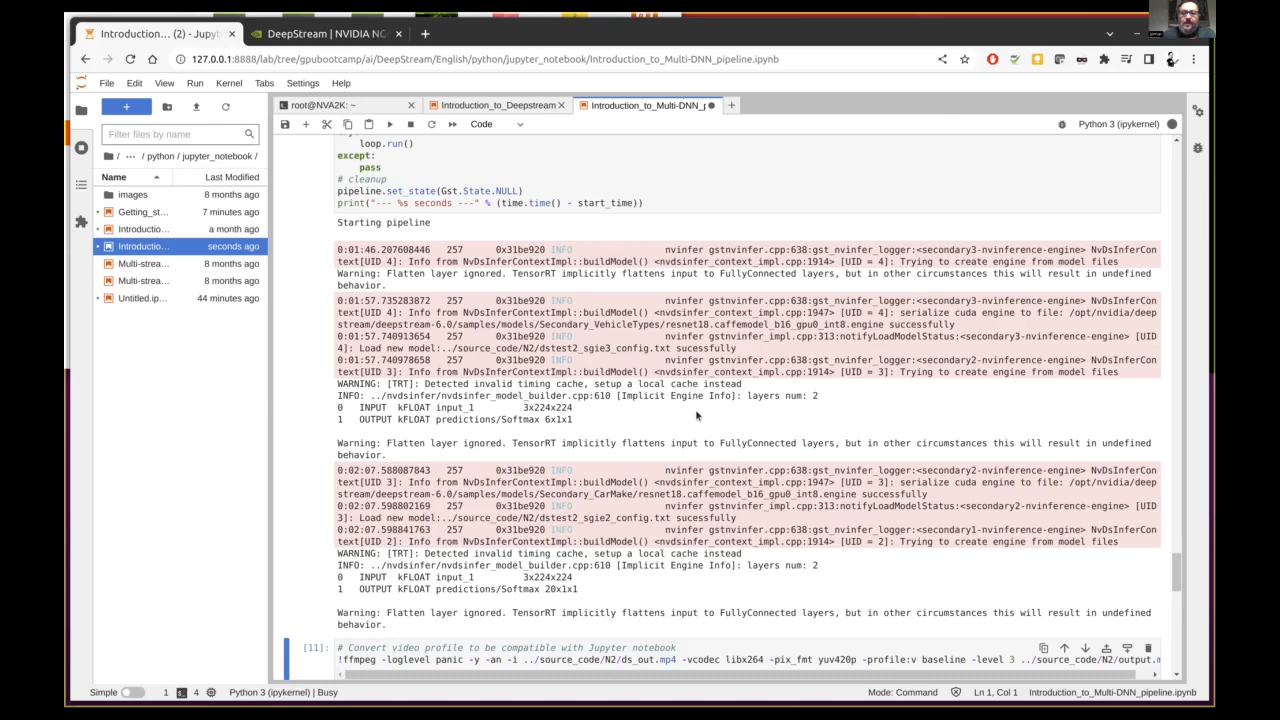 Introduction... (2) - Jupyt
DeepStream | NVIDIA NG
127.0.0.1:8888/lab/tree/gpubootcamp/ai/DeepStream/English/python/jupyter_notebook/Introduction_to_Multi-DNN_pipeline.ipynb
File Edit View Run Kernel Tabs Settings Help
root@NVA2K: ~
Introduction_to_Deepstream
Introduction_to_Multi-DNN_p
Code
Python 3 (ipykernel)
Filter files by name
/ ··· / python / jupyter_notebook /
Name Last Modified
images 8 months ago
Getting_st... 7 minutes ago
Introductio... a month ago
Introductio... seconds ago
Multi-strea... 8 months ago
Multi-strea... 8 months ago
Untitled.ip... 44 minutes ago
loop.run()
except:
pass
# cleanup
pipeline.set_state(Gst.State.NULL)
print("--- %s seconds ---" % (time.time() - start_time))
Starting pipeline
0:01:46.207608446 257 0x31be920 INFO nvinfer gstnvinfer.cpp:638:gst_nvinfer_logger:<secondary3-nvinference-engine> NvDsInferCon
text[UID 4]: Info from NvDsInferContextImpl::buildModel() <nvdsinfer_context_impl.cpp:1914> [UID = 4]: Trying to create engine from model files
Warning: Flatten layer ignored. TensorRT implicitly flattens input to FullyConnected layers, but in other circumstances this will result in undefined
behavior.
0:01:57.735283872 257 0x31be920 INFO nvinfer gstnvinfer.cpp:638:gst_nvinfer_logger:<secondary3-nvinference-engine> NvDsInferCon
text[UID 4]: Info from NvDsInferContextImpl::buildModel() <nvdsinfer_context_impl.cpp:1947> [UID = 4]: serialize cuda engine to file: /opt/nvidia/deep
stream/deepstream-6.0/samples/models/Secondary_VehicleTypes/resnet18.caffemodel_b16_gpu0_int8.engine successfully
0:01:57.740913654 257 0x31be920 INFO nvinfer gstnvinfer_impl.cpp:313:notifyLoadModelStatus:<secondary3-nvinference-engine> [UID
4]: Load new model:../source_code/N2/dstest2_sgie3_config.txt sucessfully
0:01:57.740978658 257 0x31be920 INFO nvinfer gstnvinfer.cpp:638:gst_nvinfer_logger:<secondary2-nvinference-engine> NvDsInferCon
text[UID 3]: Info from NvDsInferContextImpl::buildModel() <nvdsinfer_context_impl.cpp:1914> [UID = 3]: Trying to create engine from model files
WARNING: [TRT]: Detected invalid timing cache, setup a local cache instead
INFO: ../nvdsinfer/nvdsinfer_model_builder.cpp:610 [Implicit Engine Info]: layers num: 2
0 INPUT kFLOAT input_1 3x224x224
1 OUTPUT kFLOAT predictions/Softmax 6x1x1
Warning: Flatten layer ignored. TensorRT implicitly flattens input to FullyConnected layers, but in other circumstances this will result in undefined
behavior.
0:02:07.588087843 257 0x31be920 INFO nvinfer gstnvinfer.cpp:638:gst_nvinfer_logger:<secondary2-nvinference-engine> NvDsInferCon
text[UID 3]: Info from NvDsInferContextImpl::buildModel() <nvdsinfer_context_impl.cpp:1947> [UID = 3]: serialize cuda engine to file: /opt/nvidia/deep
stream/deepstream-6.0/samples/models/Secondary_CarMake/resnet18.caffemodel_b16_gpu0_int8.engine successfully
0:02:07.598802169 257 0x31be920 INFO nvinfer gstnvinfer_impl.cpp:313:notifyLoadModelStatus:<secondary2-nvinference-engine> [UID
3]: Load new model:../source_code/N2/dstest2_sgie2_config.txt sucessfully
0:02:07.598841763 257 0x31be920 INFO nvinfer gstnvinfer.cpp:638:gst_nvinfer_logger:<secondary1-nvinference-engine> NvDsInferCon
text[UID 2]: Info from NvDsInferContextImpl::buildModel() <nvdsinfer_context_impl.cpp:1914> [UID = 2]: Trying to create engine from model files
WARNING: [TRT]: Detected invalid timing cache, setup a local cache instead
INFO: ../nvdsinfer/nvdsinfer_model_builder.cpp:610 [Implicit Engine Info]: layers num: 2
0 INPUT kFLOAT input_1 3x224x224
1 OUTPUT kFLOAT predictions/Softmax 20x1x1
Warning: Flatten layer ignored. TensorRT implicitly flattens input to FullyConnected layers, but in other circumstances this will result in undefined
behavior.
[11]: # Convert video profile to be compatible with Jupyter notebook
!ffmpeg -loglevel panic -y -an -i ../source_code/N2/ds_out.mp4 -vcodec libx264 -pix_fmt yuv420p -profile:v baseline -level 3 ../source_code/N2/output.m
Simple 1 4 Python 3 (ipykernel) | Busy Mode: Command Ln 1, Col 1 Introduction_to_Multi-DNN_pipeline.ipynb